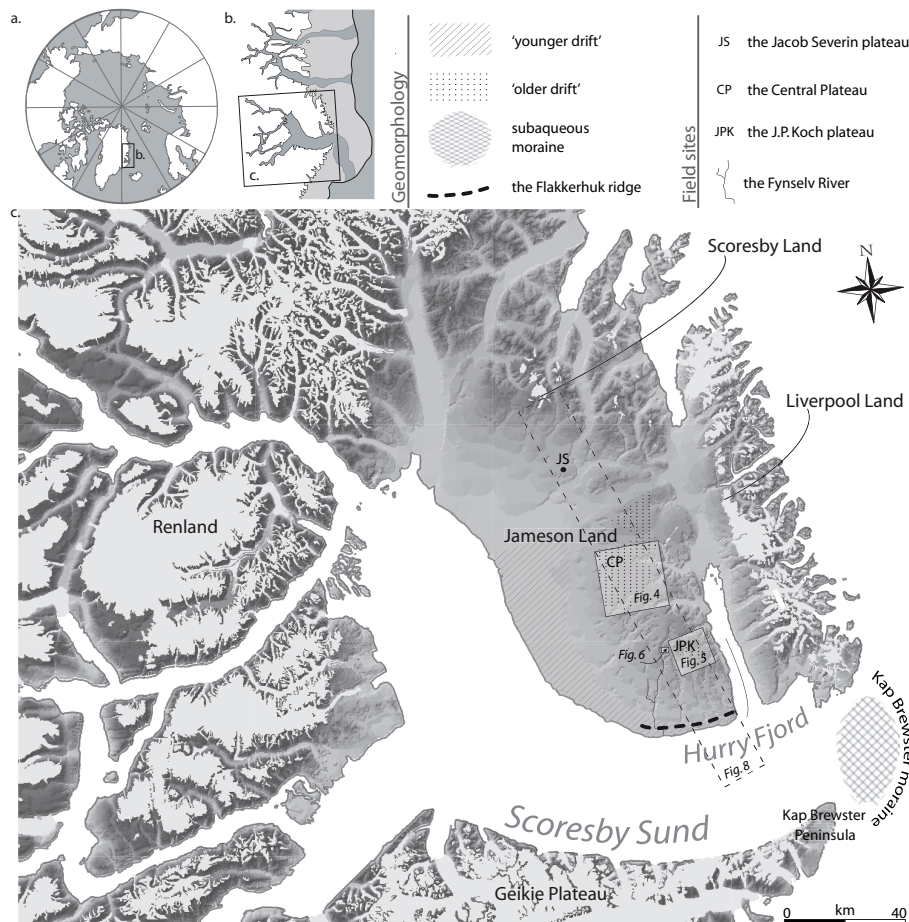 a.
b.
b.
c.
Geomorphology
'younger drift'
'older drift'
subaqueous
moraine
the Flakkerhuk ridge
Field sites
JS the Jacob Severin plateau
CP the Central Plateau
JPK the J.P. Koch plateau
the Fynselv River
c.
Scoresby Land
N
Liverpool Land
JS
Renland
Jameson Land
CP
Fig. 4
Fig. 6
JPK
Fig. 5
Hurry Fjord
Fig. 8
Kap Brewster moraine
Scoresby Sund
Kap Brewster
Peninsula
Geikie Plateau
0 km 40